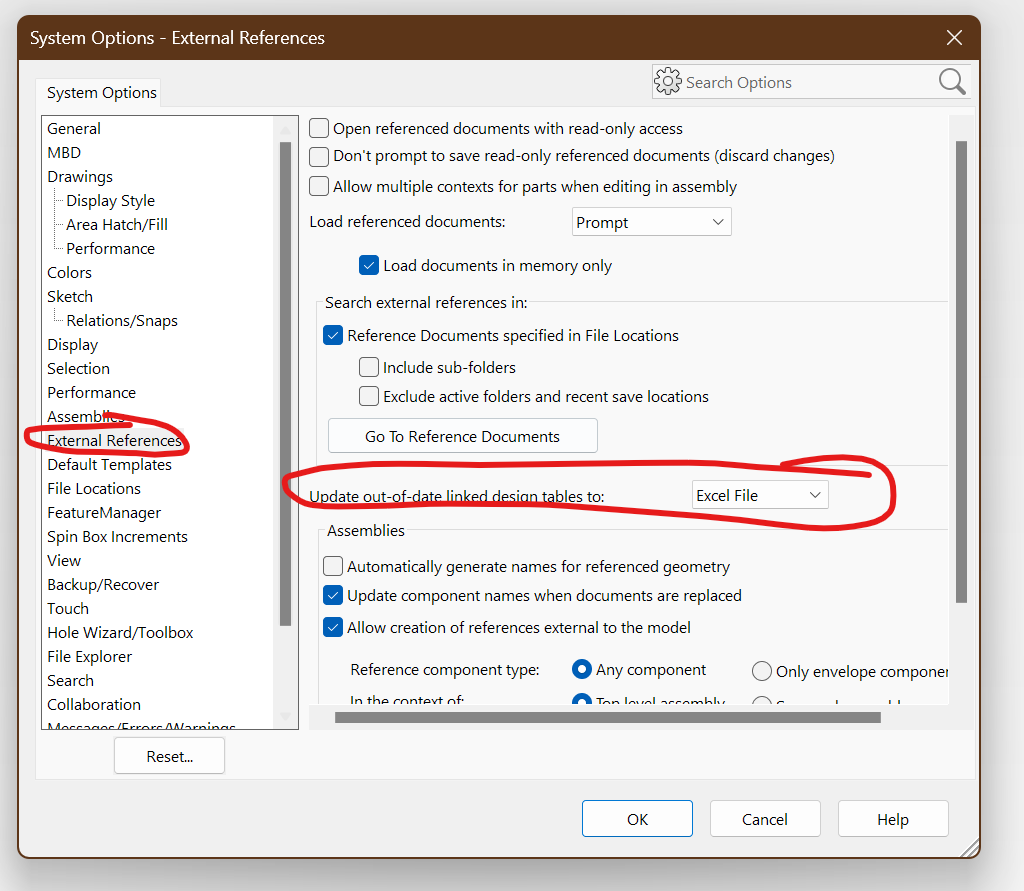 System Options - External References
Search Options
System Options
General
MBD
Drawings
Display Style
Area Hatch/Fill
Performance
Colors
Sketch
Relations/Snaps
Display
Selection
Performance
Assemblies
External References
Default Templates
File Locations
FeatureManager
Spin Box Increments
View
Backup/Recover
Touch
Hole Wizard/Toolbox
File Explorer
Search
Collaboration
Messages/Errors/Warnings
Reset...
Open referenced documents with read-only access
Don't prompt to save read-only referenced documents (discard changes)
Allow multiple contexts for parts when editing in assembly
Load referenced documents: Prompt
Load documents in memory only
Search external references in:
Reference Documents specified in File Locations
Include sub-folders
Exclude active folders and recent save locations
Go To Reference Documents
Update out-of-date linked design tables to: Excel File
Assemblies
Automatically generate names for referenced geometry
Update component names when documents are replaced
Allow creation of references external to the model
Reference component type: Any component Only envelope componen
In the context of: Top level assembly
OK Cancel Help